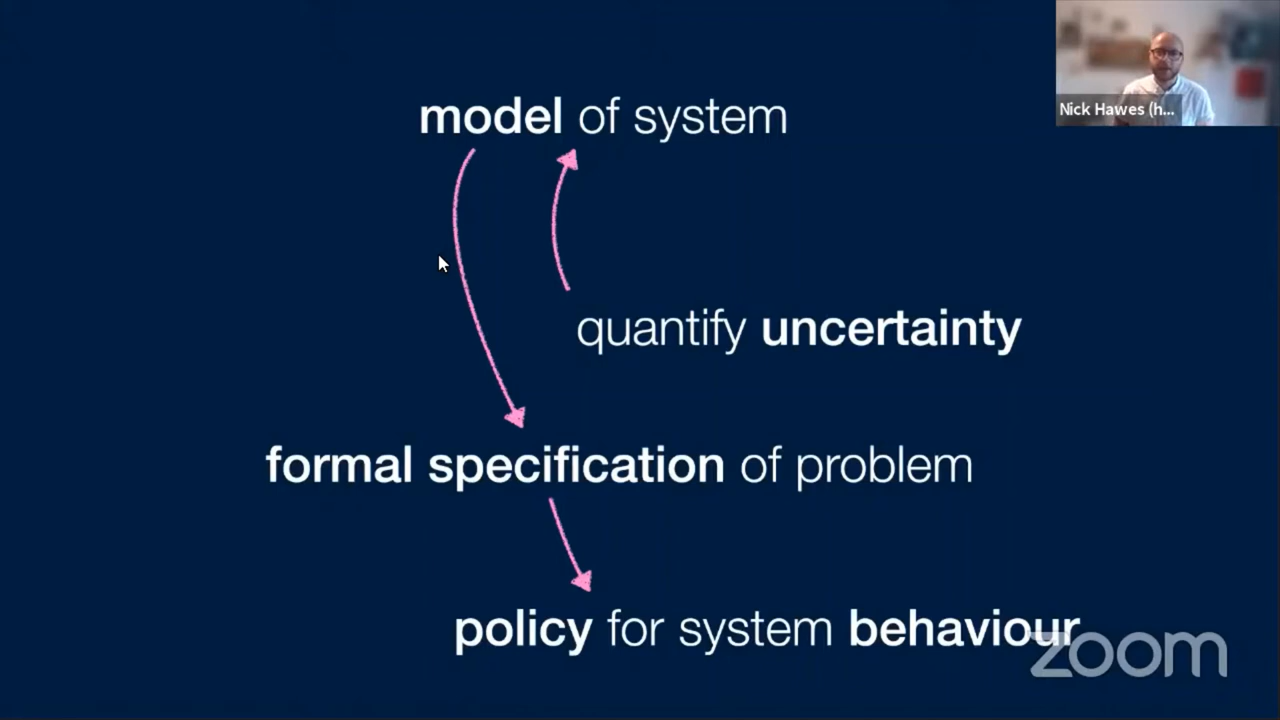 model of system
Nick Hawes (h...
quantify uncertainty
formal specification of problem
policy for system behaviour
zoom